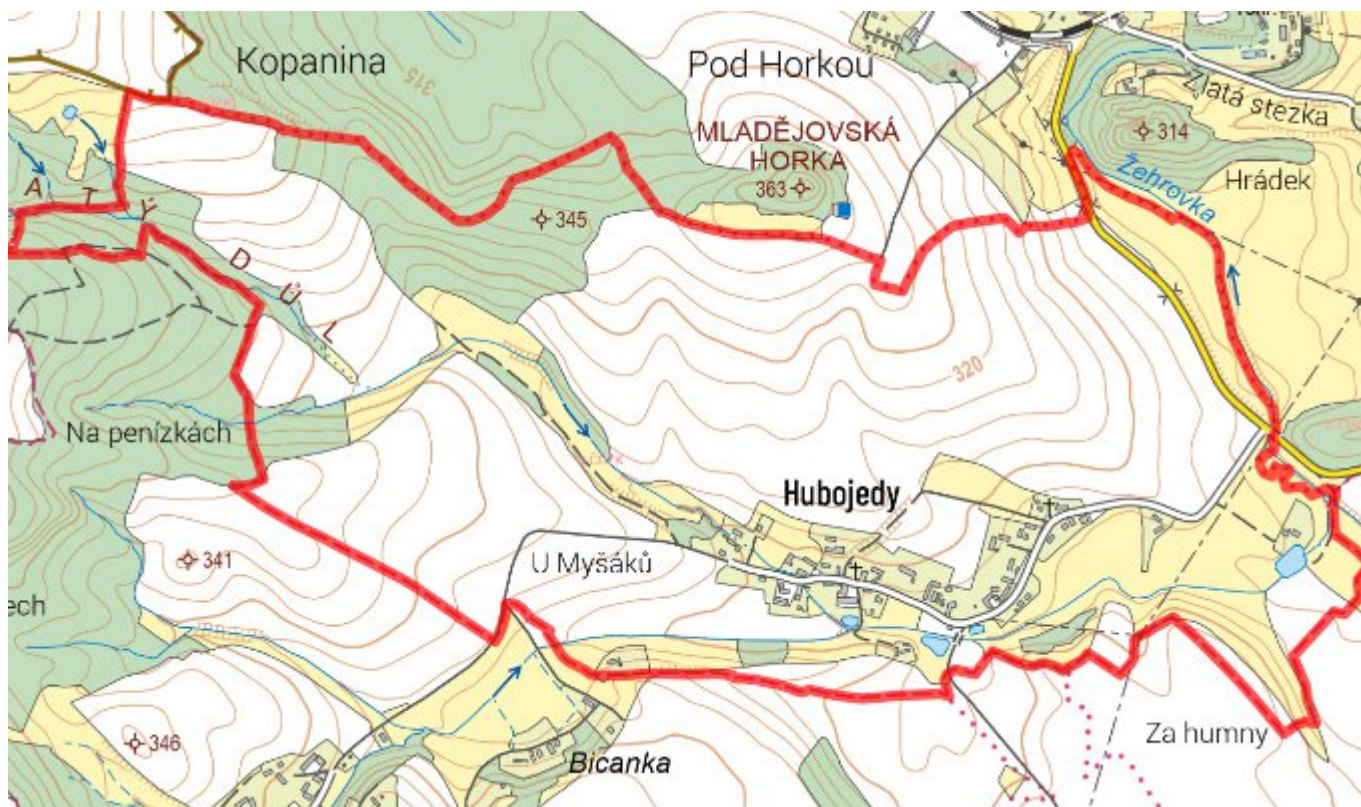 Kopanina
Pod Horkou
315
Zlatá stezka
MLADĚJOVSKÁ
HORKA
314
363
Žehrovka
Hrádek
A T Ý
345
D Ů L
320
Na penízkách
Hubojedy
341
U Myšáků
ech
346
Za humny
Bicanka